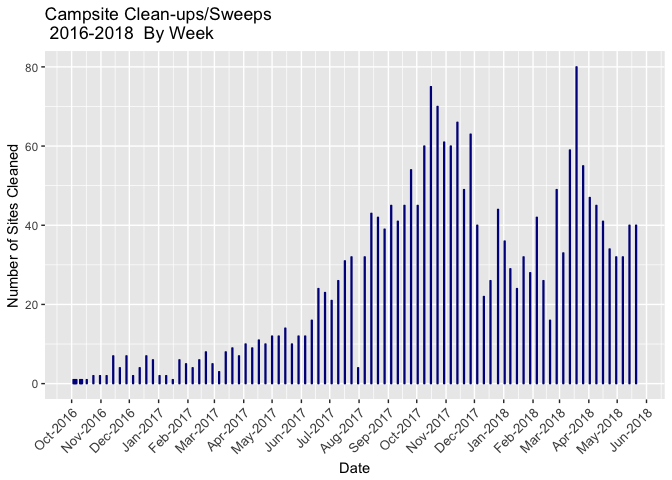 Campsite Clean-ups/Sweeps
2016-2018 By Week
Number of Sites Cleaned
80
60
40
20
0
Oct-2016
Nov-2016
Dec-2016
Jan-2017
Feb-2017
Mar-2017
Apr-2017
May-2017
Jun-2017
Jul-2017
Aug-2017
Sep-2017
Oct-2017
Nov-2017
Dec-2017
Jan-2018
Feb-2018
Mar-2018
Apr-2018
May-2018
Jun-2018
Date